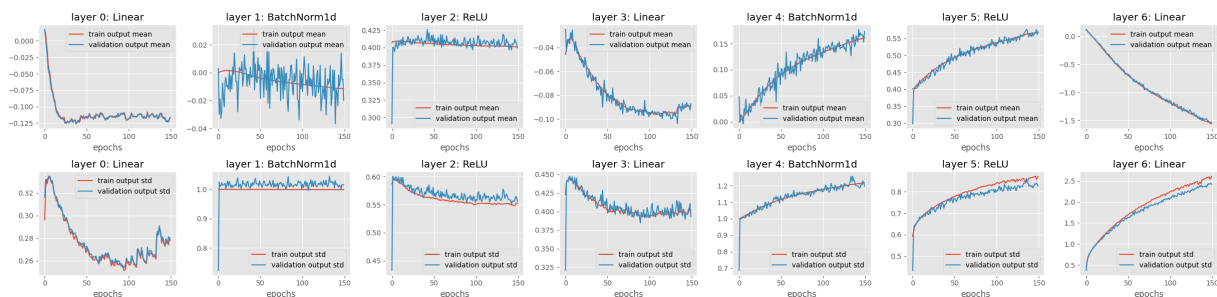 layer 0: Linear
0.000
-0.025
-0.050
-0.075
-0.100
-0.125
train output mean
validation output mean
0 50 100 150
epochs
layer 1: BatchNorm1d
0.02
0.00
-0.02
-0.04
train output mean
validation output mean
0 50 100 150
epochs
layer 2: ReLU
0.425
0.400
0.375
0.350
0.325
0.300
train output mean
validation output mean
0 50 100 150
epochs
layer 3: Linear
-0.04
-0.06
-0.08
-0.10
train output mean
validation output mean
0 50 100 150
epochs
layer 4: BatchNorm1d
0.15
0.10
0.05
0.00
train output mean
validation output mean
0 50 100 150
epochs
layer 5: ReLU
0.55
0.50
0.45
0.40
0.35
0.30
train output mean
validation output mean
0 50 100 150
epochs
layer 6: Linear
0.0
-0.5
-1.0
-1.5
train output mean
validation output mean
0 50 100 150
epochs
layer 0: Linear
0.32
0.30
0.28
0.26
train output std
validation output std
0 50 100 150
epochs
layer 1: BatchNorm1d
1.0
0.9
0.8
train output std
validation output std
0 50 100 150
epochs
layer 2: ReLU
0.60
0.55
0.50
0.45
train output std
validation output std
0 50 100 150
epochs
layer 3: Linear
0.450
0.425
0.400
0.375
0.350
0.325
train output std
validation output std
0 50 100 150
epochs
layer 4: BatchNorm1d
1.2
1.1
1.0
0.9
0.8
0.7
train output std
validation output std
0 50 100 150
epochs
layer 5: ReLU
0.8
0.7
0.6
0.5
train output std
validation output std
0 50 100 150
epochs
layer 6: Linear
2.5
2.0
1.5
1.0
0.5
train output std
validation output std
0 50 100 150
epochs